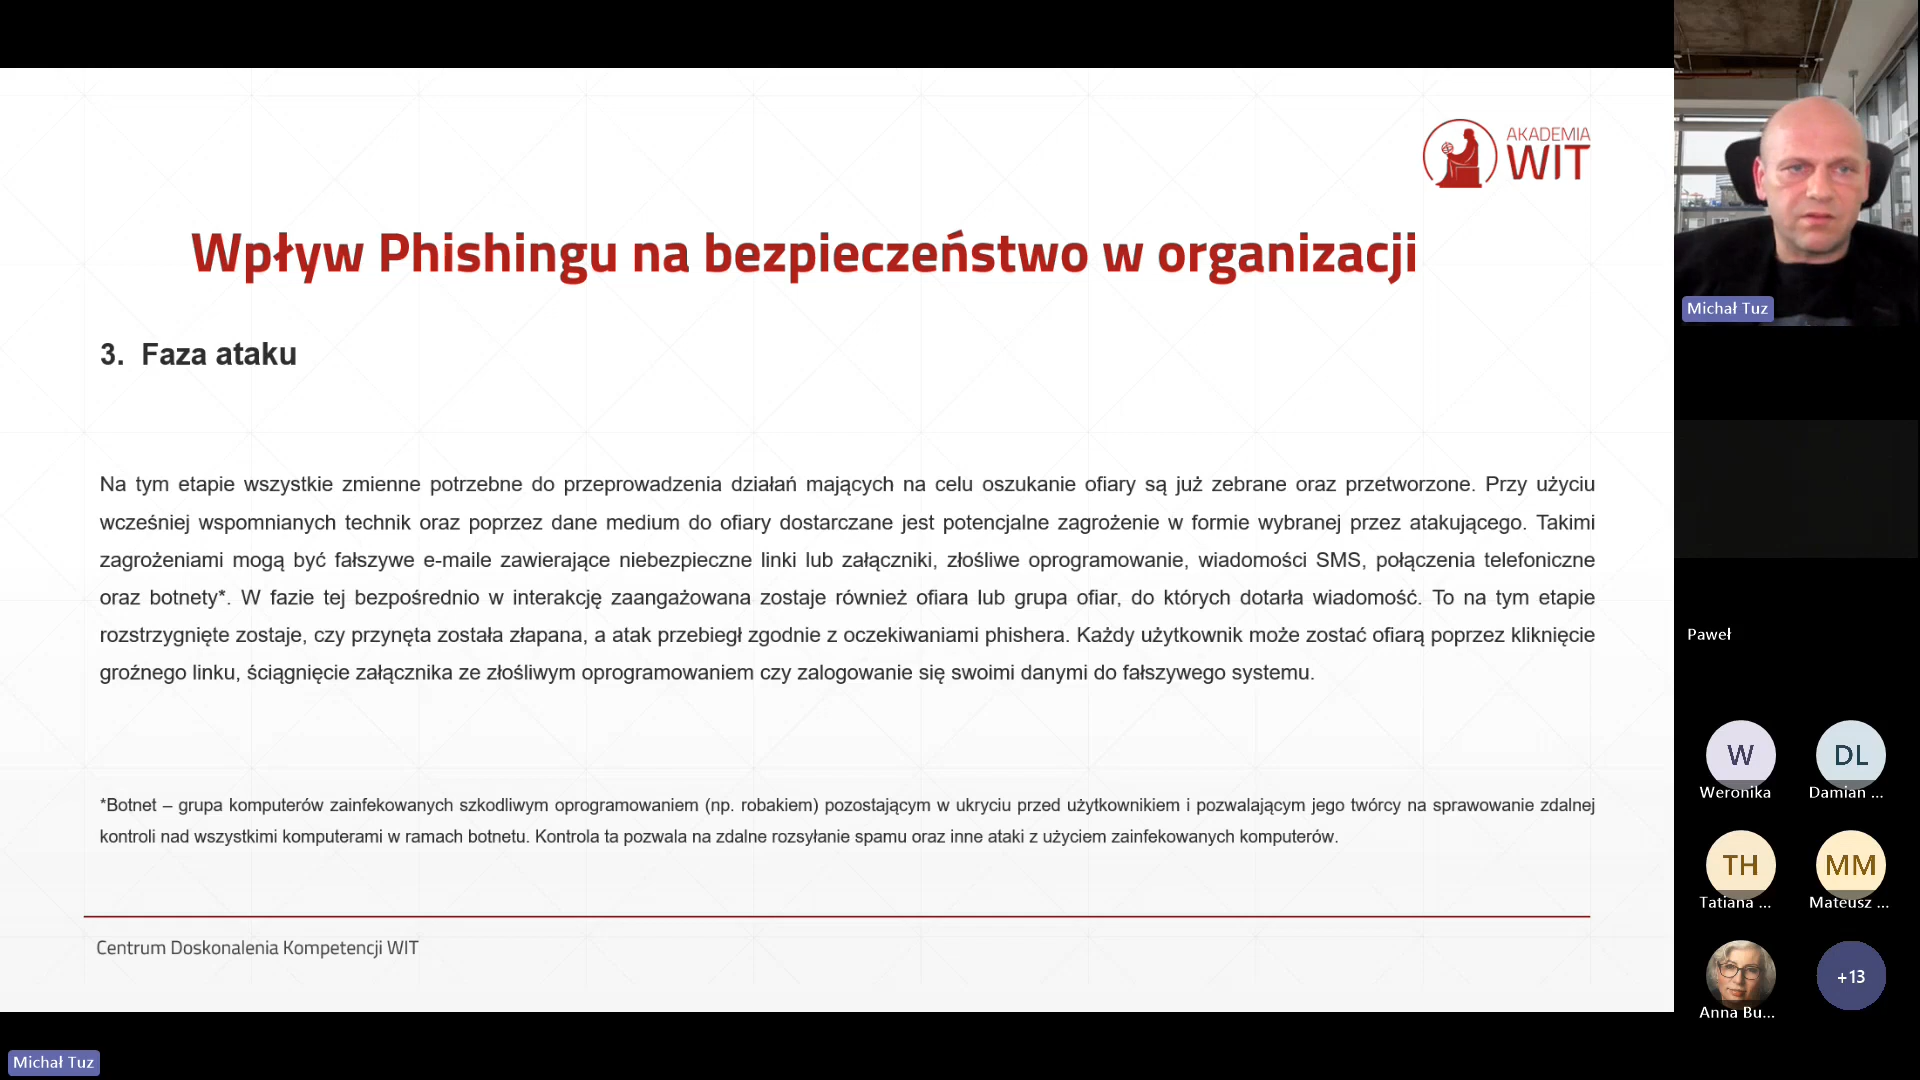 AKADEMIA
WIT
Wpływ Phishingu na bezpieczeństwo w organizacji
3. Faza ataku
Na tym etapie wszystkie zmienne potrzebne do przeprowadzenia działań mających na celu oszukanie ofiary są już zebrane oraz przetworzone. Przy użyciu
wcześniej wspomnianych technik oraz poprzez dane medium do ofiary dostarczane jest potencjalne zagrożenie w formie wybranej przez atakującego. Takimi
zagrożeniami mogą być fałszywe e-maile zawierające niebezpieczne linki lub załączniki, złośliwe oprogramowanie, wiadomości SMS, połączenia telefoniczne
oraz botnety*. W fazie tej bezpośrednio w interakcję zaangażowana zostaje również ofiara lub grupa ofiar, do których dotarła wiadomość. To na tym etapie
rozstrzygnięte zostaje, czy przynęta została złapana, a atak przebiegł zgodnie z oczekiwaniami phishera. Każdy użytkownik może zostać ofiarą poprzez kliknięcie
groźnego linku, ściągnięcie załącznika ze złośliwym oprogramowaniem czy zalogowanie się swoimi danymi do fałszywego systemu.
*Botnet – grupa komputerów zainfekowanych szkodliwym oprogramowaniem (np. robakiem) pozostającym w ukryciu przed użytkownikiem i pozwalającym jego twórcy na sprawowanie zdalnej
kontroli nad wszystkimi komputerami w ramach botnetu. Kontrola ta pozwala na zdalne rozsyłanie spamu oraz inne ataki z użyciem zainfekowanych komputerów.
Centrum Doskonalenia Kompetencji WIT
Michał Tuz
Michał Tuz
Paweł
W
Weronika
DL
Damian ...
TH
Tatiana ...
MM
Mateusz ...
Anna Bu...
+13